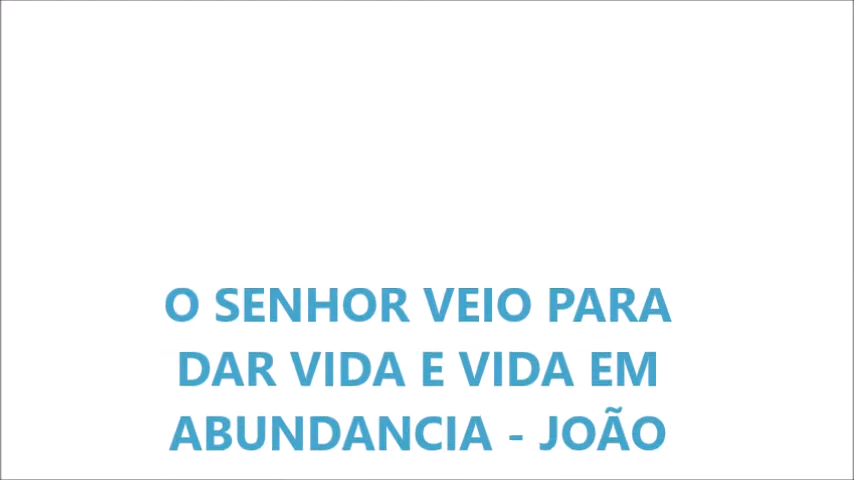 O SENHOR VEIO PARA
DAR VIDA E VIDA EM
ABUNDANCIA - JOÃO